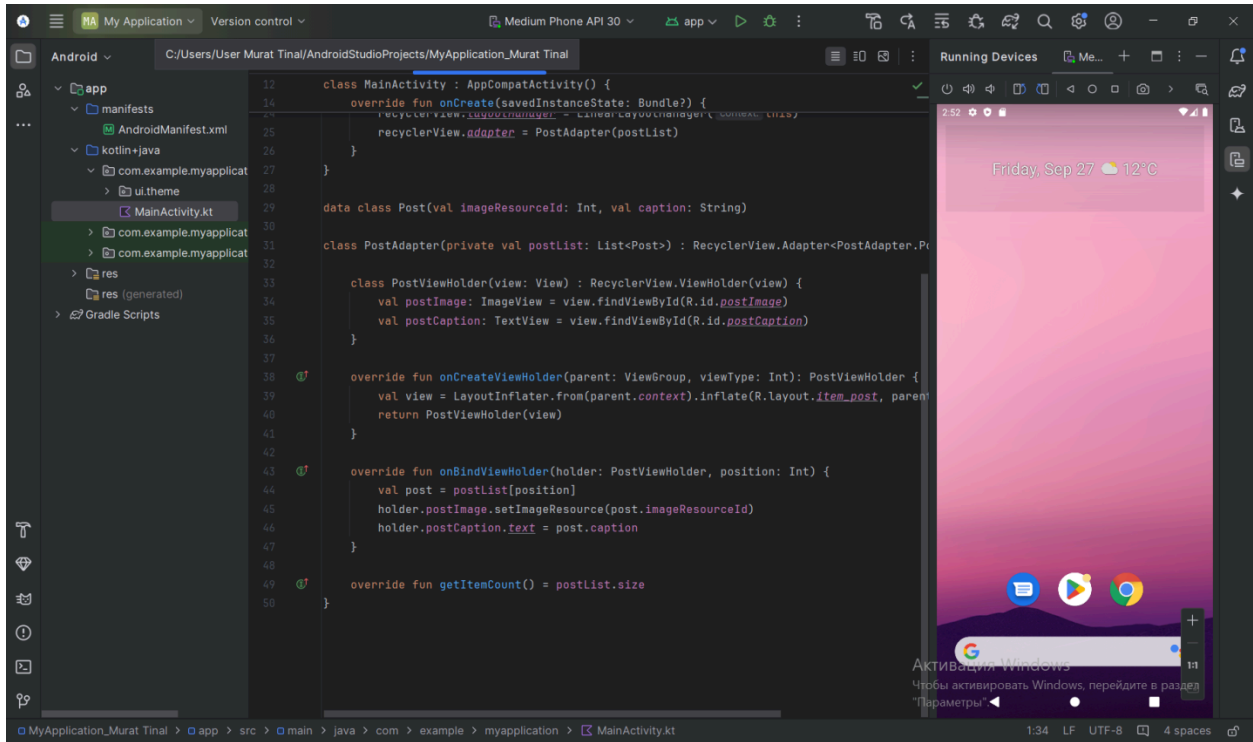 MA My Application
Version control
Medium Phone API 30
app
Android
C:/Users/User Murat Tinal/AndroidStudioProjects/MyApplication_Murat Tinal
Running Devices
Me...
app
manifests
AndroidManifest.xml
kotlin+java
com.example.myapplicat
ui.theme
MainActivity.kt
com.example.myapplicat
com.example.myapplicat
res
res (generated)
Gradle Scripts
12 class MainActivity : AppCompatActivity() {
14 override fun onCreate(savedInstanceState: Bundle?) {
24 recyclerView.layoutManager = LinearLayoutManager( context: this)
25 recyclerView.adapter = PostAdapter(postList)
26 }
27 }
28
29 data class Post(val imageResourceId: Int, val caption: String)
30
31 class PostAdapter(private val postList: List<Post>) : RecyclerView.Adapter<PostAdapter.Po
32
33 class PostViewHolder(view: View) : RecyclerView.ViewHolder(view) {
34 val postImage: ImageView = view.findViewById(R.id.postImage)
35 val postCaption: TextView = view.findViewById(R.id.postCaption)
36 }
37
38 override fun onCreateViewHolder(parent: ViewGroup, viewType: Int): PostViewHolder {
39 val view = LayoutInflater.from(parent.context).inflate(R.layout.item_post, parent
40 return PostViewHolder(view)
41 }
42
43 override fun onBindViewHolder(holder: PostViewHolder, position: Int) {
44 val post = postList[position]
45 holder.postImage.setImageResource(post.imageResourceId)
46 holder.postCaption.text = post.caption
47 }
48
49 override fun getItemCount() = postList.size
50 }
2:52
Friday, Sep 27 12°C
1:1
Активация Windows
Чтобы активировать Windows, перейдите в раздел
"Параметры".
MyApplication_Murat Tinal > app > src > main > java > com > example > myapplication > MainActivity.kt
1:34 LF UTF-8 4 spaces